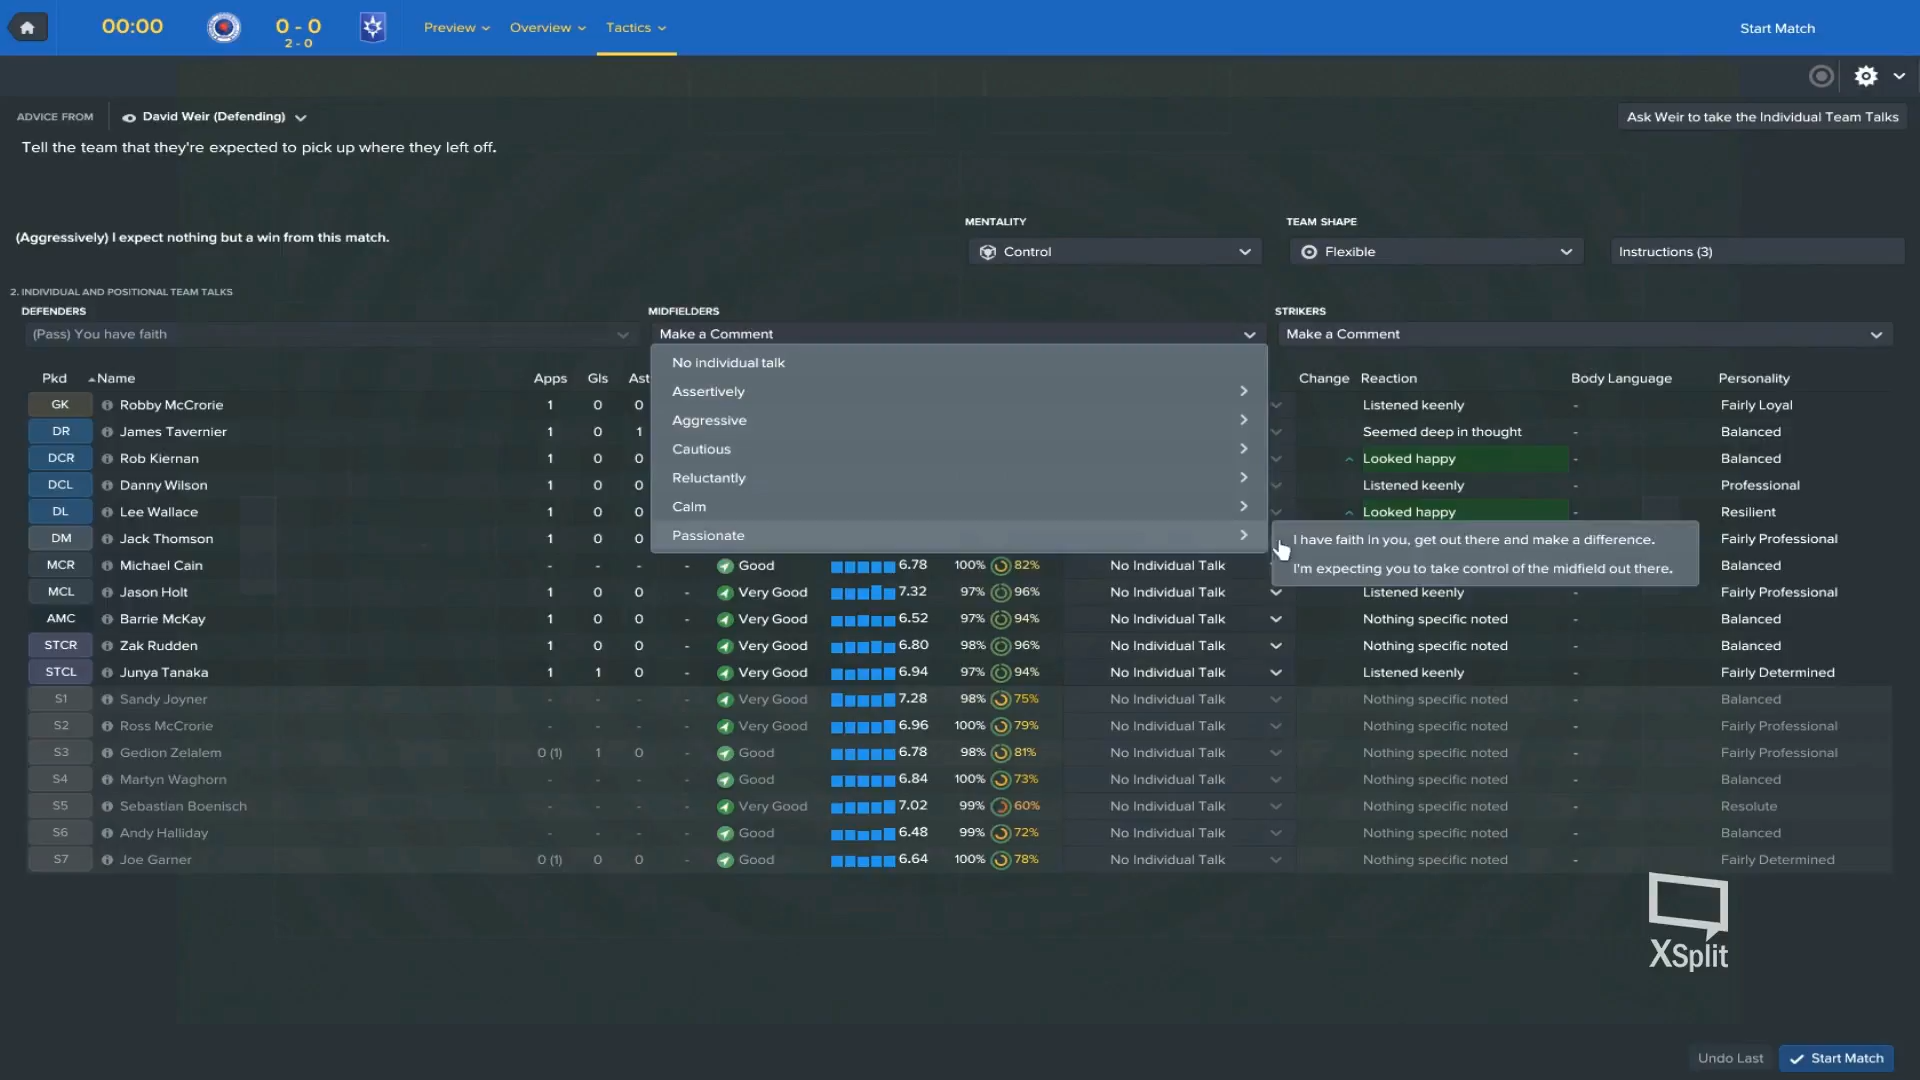 00:00 0 - 0 Preview Overview Tactics Start Match
2 - 0
ADVICE FROM David Weir (Defending) Ask Weir to take the Individual Team Talks
Tell the team that they're expected to pick up where they left off.
MENTALITY TEAM SHAPE
(Aggressively) I expect nothing but a win from this match. Control Flexible Instructions (3)
2. INDIVIDUAL AND POSITIONAL TEAM TALKS
DEFENDERS MIDFIELDERS STRIKERS
(Pass) You have faith Make a Comment Make a Comment
No individual talk
Assertively
Aggressive
Cautious
Reluctantly
Calm
Passionate
I have faith in you, get out there and make a difference.
I'm expecting you to take control of the midfield out there.
Pkd Name Apps Gls Ast Change Reaction Body Language Personality
GK Robby McCrorie 1 0 0 Listened keenly - Fairly Loyal
DR James Tavernier 1 0 1 Seemed deep in thought - Balanced
DCR Rob Kiernan 1 0 0 Looked happy - Balanced
DCL Danny Wilson 1 0 0 Listened keenly - Professional
DL Lee Wallace 1 0 0 Looked happy - Resilient
DM Jack Thomson 1 0 0 Fairly Professional
MCR Michael Cain - - - - Good 6.78 100% 82% No Individual Talk Balanced
MCL Jason Holt 1 0 0 - Very Good 7.32 97% 96% No Individual Talk Listened keenly - Fairly Professional
AMC Barrie McKay 1 0 0 - Very Good 6.52 97% 94% No Individual Talk Nothing specific noted - Balanced
STCR Zak Rudden 1 0 0 - Very Good 6.80 98% 96% No Individual Talk Nothing specific noted - Balanced
STCL Junya Tanaka 1 1 0 - Very Good 6.94 97% 94% No Individual Talk Listened keenly - Fairly Determined
S1 Sandy Joyner - - - - Very Good 7.28 98% 75% No Individual Talk Nothing specific noted - Balanced
S2 Ross McCrorie - - - - Very Good 6.96 100% 79% No Individual Talk Nothing specific noted - Fairly Professional
S3 Gedion Zelalem 0 (1) 1 0 - Good 6.78 98% 81% No Individual Talk Nothing specific noted - Fairly Professional
S4 Martyn Waghorn - - - - Good 6.84 100% 73% No Individual Talk Nothing specific noted - Balanced
S5 Sebastian Boenisch - - - - Very Good 7.02 99% 60% No Individual Talk Nothing specific noted - Resolute
S6 Andy Halliday - - - - Good 6.48 99% 72% No Individual Talk Nothing specific noted - Balanced
S7 Joe Garner 0 (1) 0 0 - Good 6.64 100% 78% No Individual Talk Nothing specific noted - Fairly Determined
XSplit
Undo Last Start Match